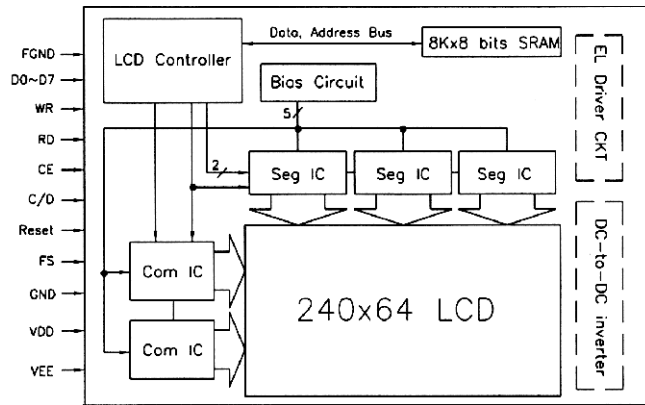 FGND
D0~D7
WR
RD
CE
C/D
Reset
FS
GND
VDD
VEE
LCD Controller
Data, Address Bus
8Kx8 bits SRAM
Bias Circuit
5
2
Seg IC
Seg IC
Seg IC
Com IC
Com IC
240x64 LCD
EL Driver CKT
DC-to-DC inverter